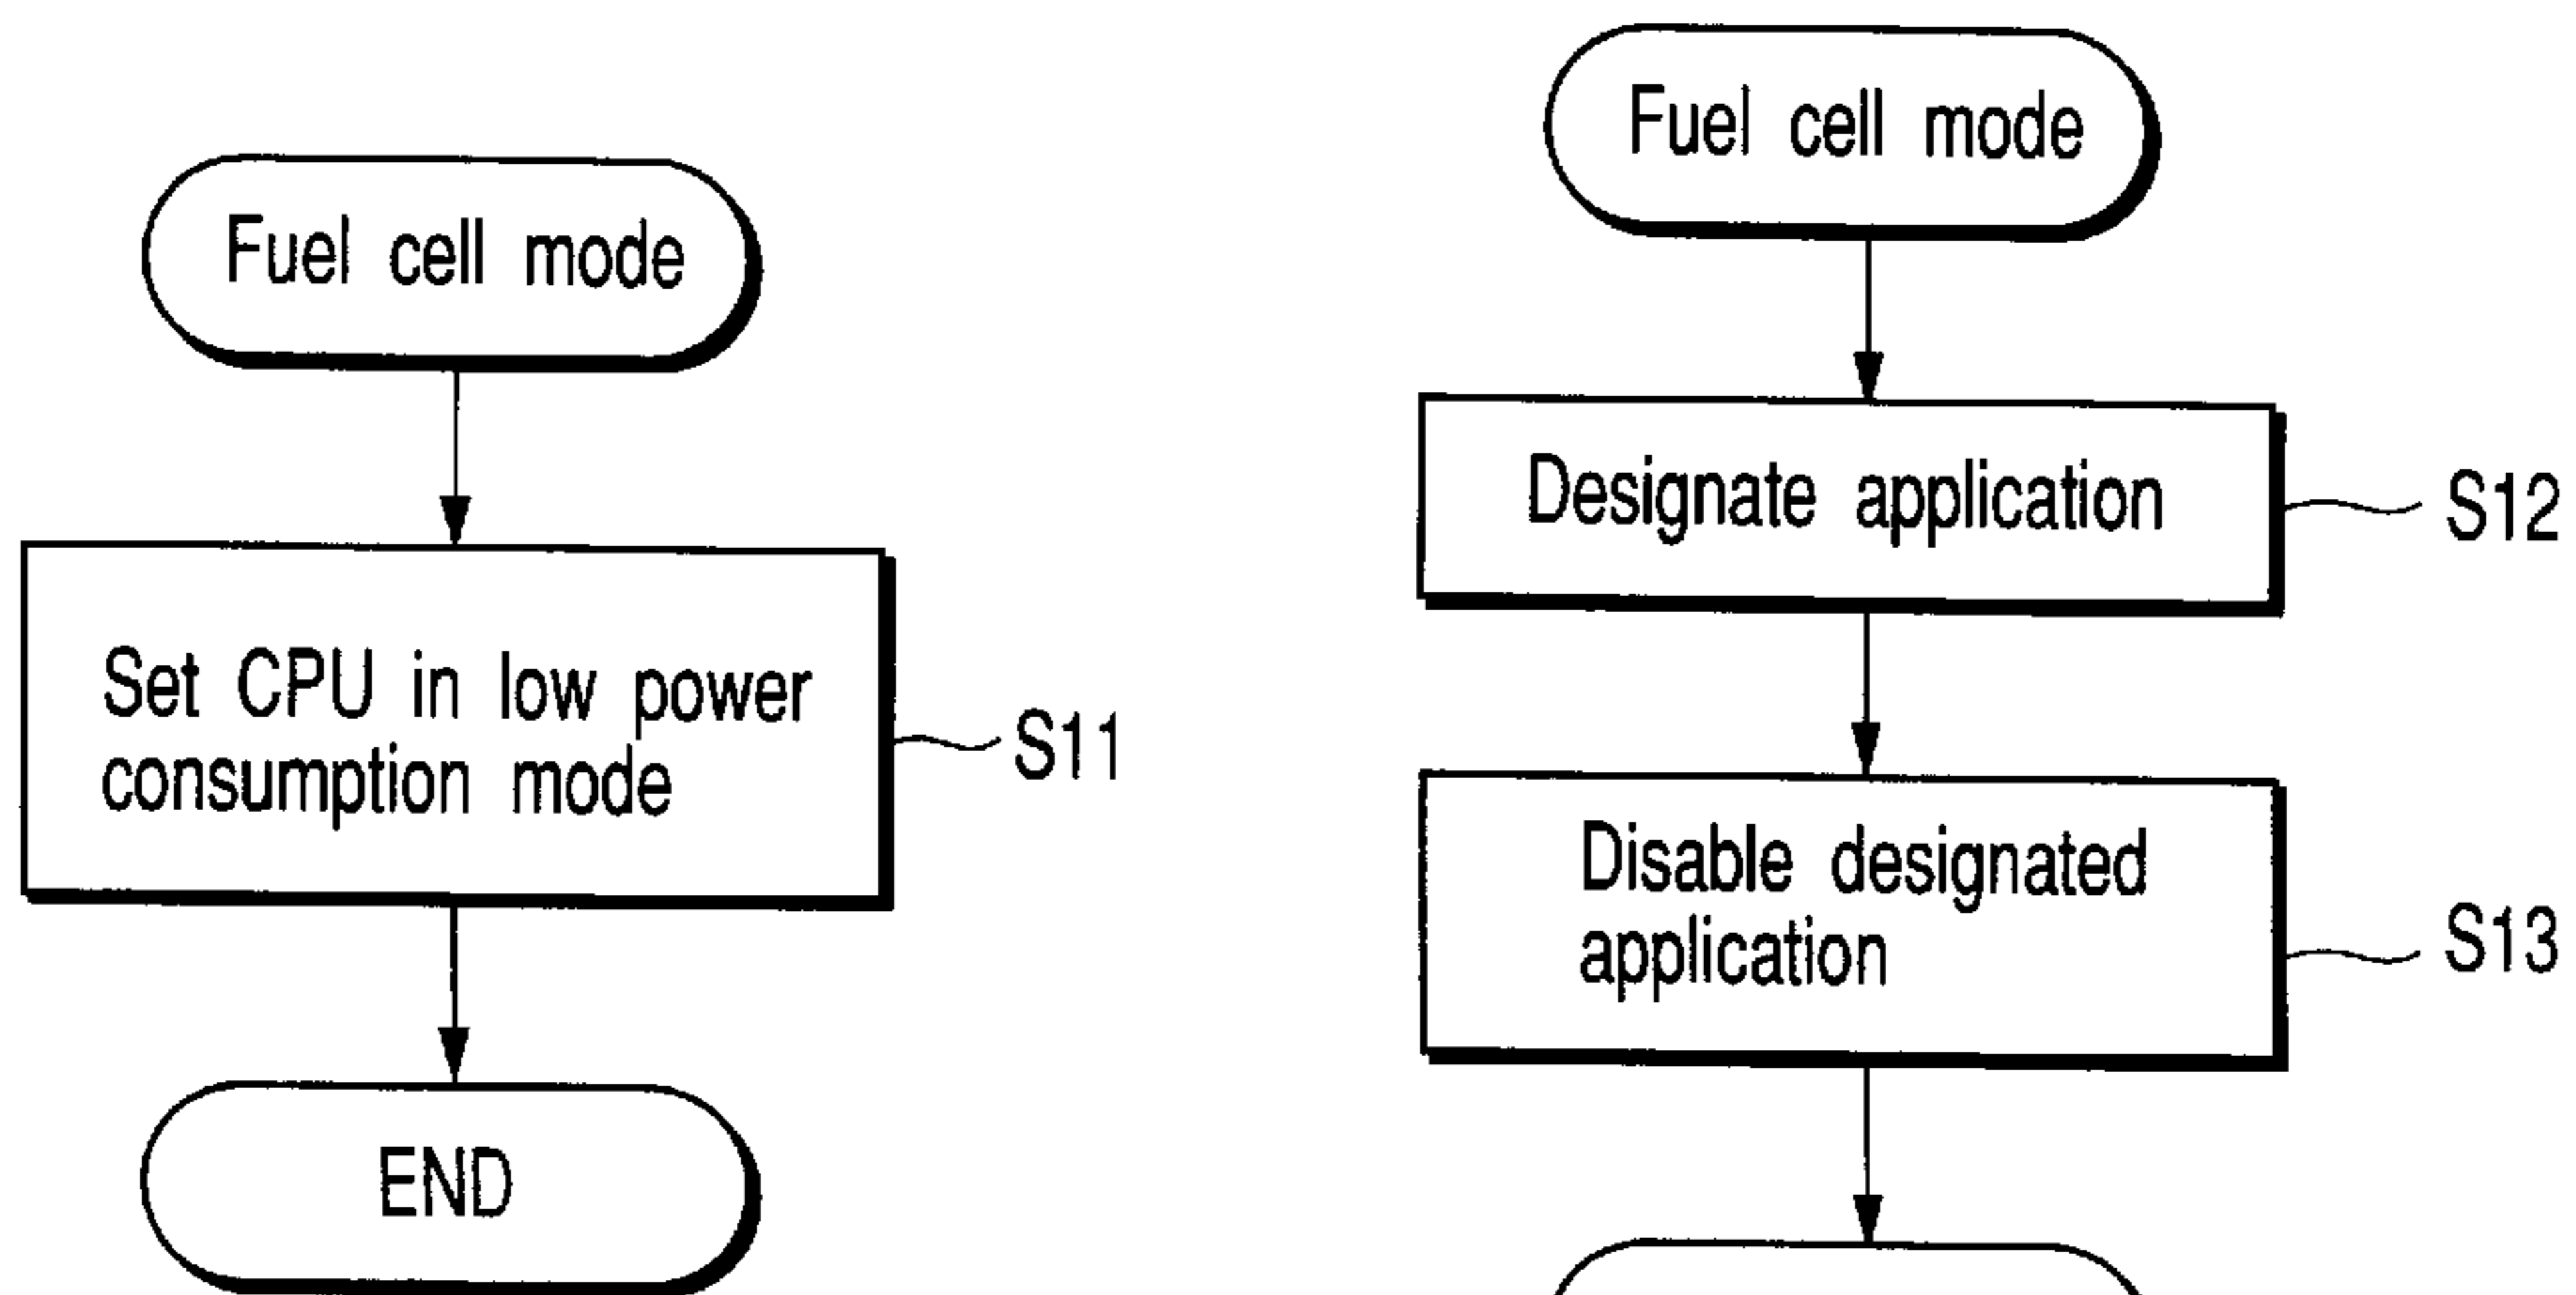 Fuel cell mode
Set CPU in low power
consumption mode
S11
END
Fuel cell mode
Designate application
S12
Disable designated
application
S13